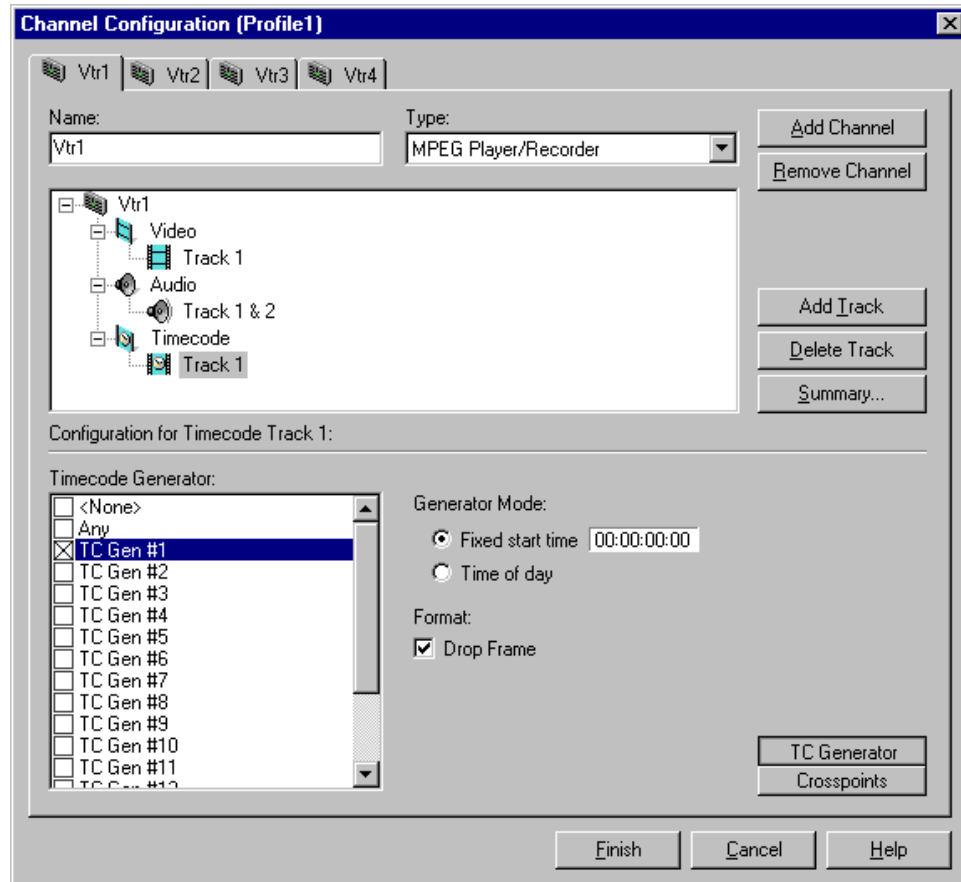 Channel Configuration (Profile1)
Vtr1 Vtr2 Vtr3 Vtr4
Name:
Type:
Vtr1
MPEG Player/Recorder
Add Channel
Remove Channel
Vtr1
Video
Track 1
Audio
Track 1 & 2
Timecode
Track 1
Add Track
Delete Track
Summary...
Configuration for Timecode Track 1:
Timecode Generator:
<None>
Any
TC Gen #1
TC Gen #2
TC Gen #3
TC Gen #4
TC Gen #5
TC Gen #6
TC Gen #7
TC Gen #8
TC Gen #9
TC Gen #10
TC Gen #11
TC Gen #12
Generator Mode:
Fixed start time 00:00:00:00
Time of day
Format:
Drop Frame
TC Generator
Crosspoints
Finish Cancel Help